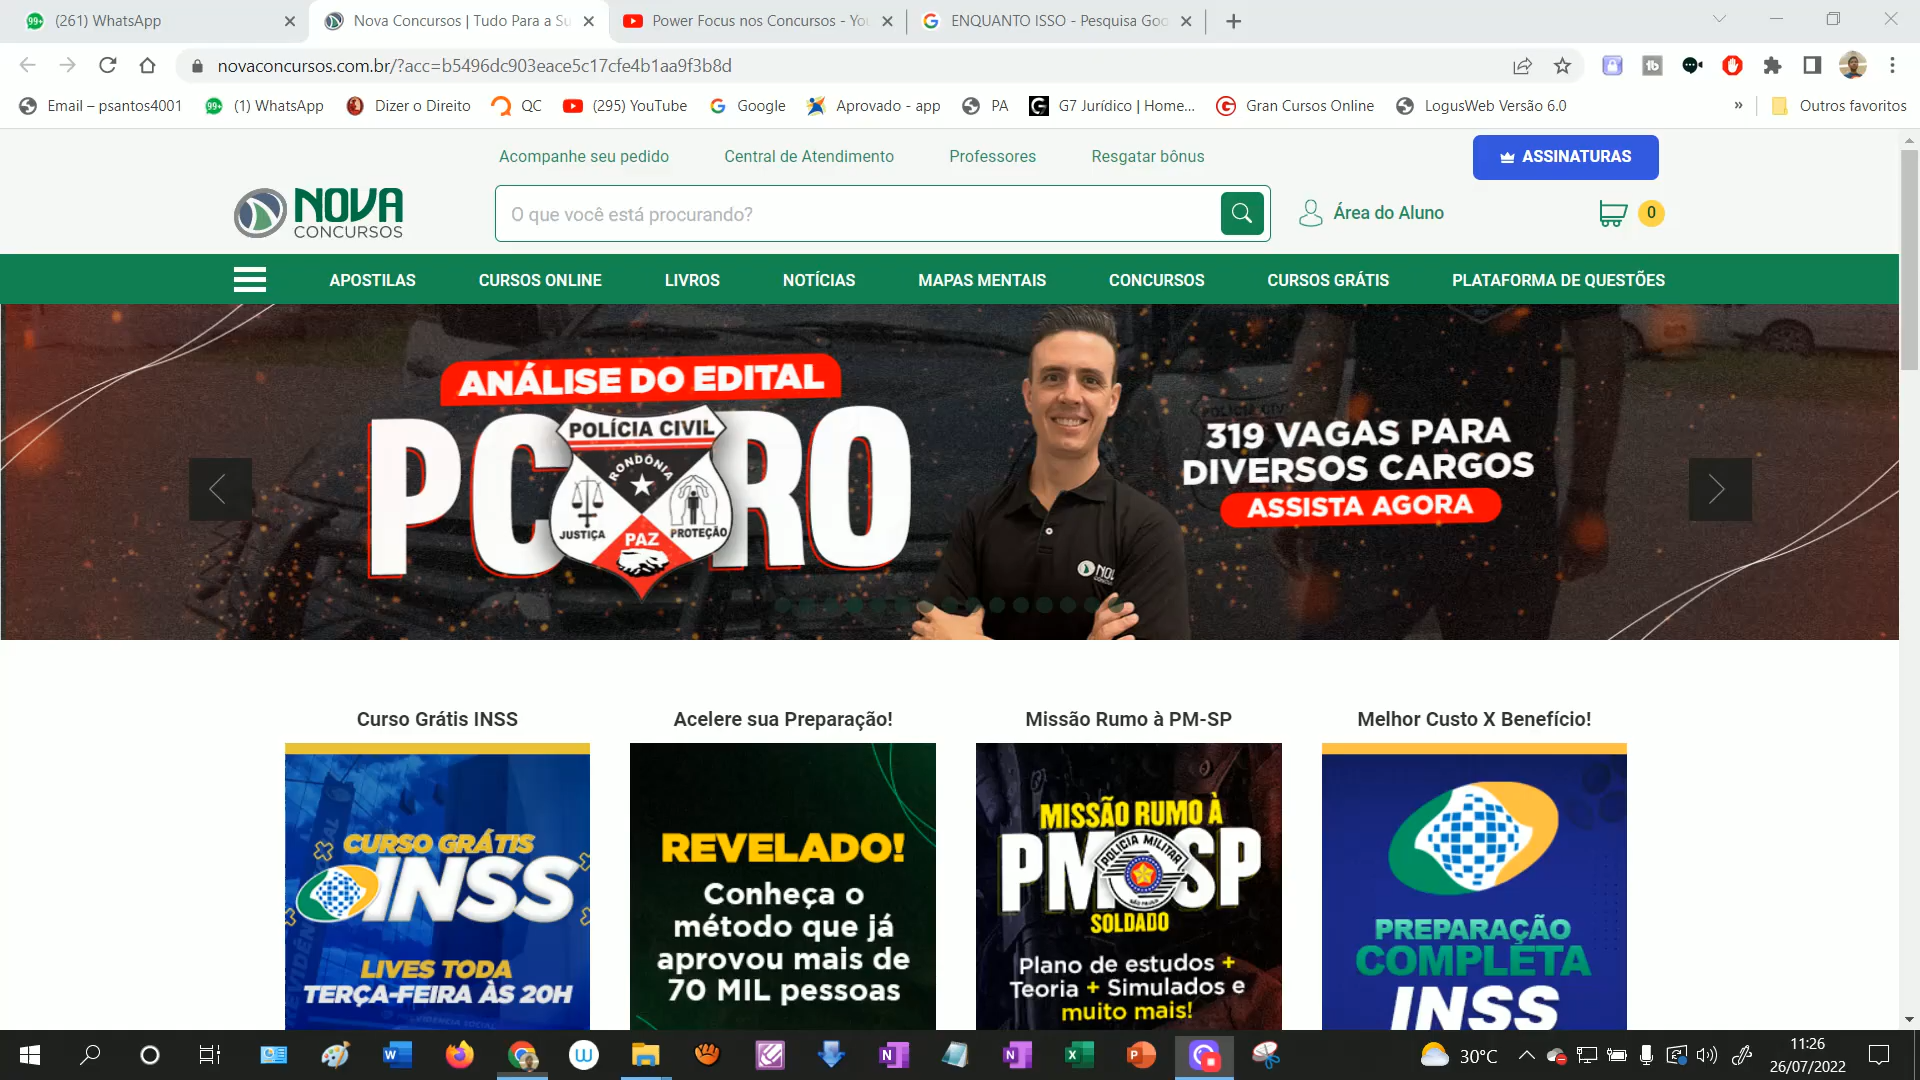 (261) WhatsApp
Nova Concursos | Tudo Para a Su
Power Focus nos Concursos - You
ENQUANTO ISSO - Pesquisa Goo
novaconcursos.com.br/?acc=b5496dc903eace5c17cfe4b1aa9f3b8d
Email – psantos4001
(1) WhatsApp
Dizer o Direito
QC
(295) YouTube
Google
Aprovado - app
PA
G7 Jurídico | Home...
Gran Cursos Online
LogusWeb Versão 6.0
»
Outros favoritos
Acompanhe seu pedido
Central de Atendimento
Professores
Resgatar bônus
ASSINATURAS
NOVA
CONCURSOS
O que você está procurando?
Área do Aluno
0
APOSTILAS
CURSOS ONLINE
LIVROS
NOTÍCIAS
MAPAS MENTAIS
CONCURSOS
CURSOS GRÁTIS
PLATAFORMA DE QUESTÕES
ANÁLISE DO EDITAL
PC RO
POLÍCIA CIVIL
RONDÔNIA
JUSTIÇA
PAZ
PROTEÇÃO
319 VAGAS PARA
DIVERSOS CARGOS
ASSISTA AGORA
Curso Grátis INSS
Acelere sua Preparação!
Missão Rumo à PM-SP
Melhor Custo X Benefício!
CURSO GRÁTIS
INSS
LIVES TODA
TERÇA-FEIRA ÀS 20H
REVELADO!
Conheça o
método que já
aprovou mais de
70 MIL pessoas
MISSÃO RUMO À
PM SP
POLICIA MILITAR
SOLDADO
Plano de estudos +
Teoria + Simulados e
muito mais!
PREPARAÇÃO
COMPLETA
INSS
30°C
11:26
26/07/2022